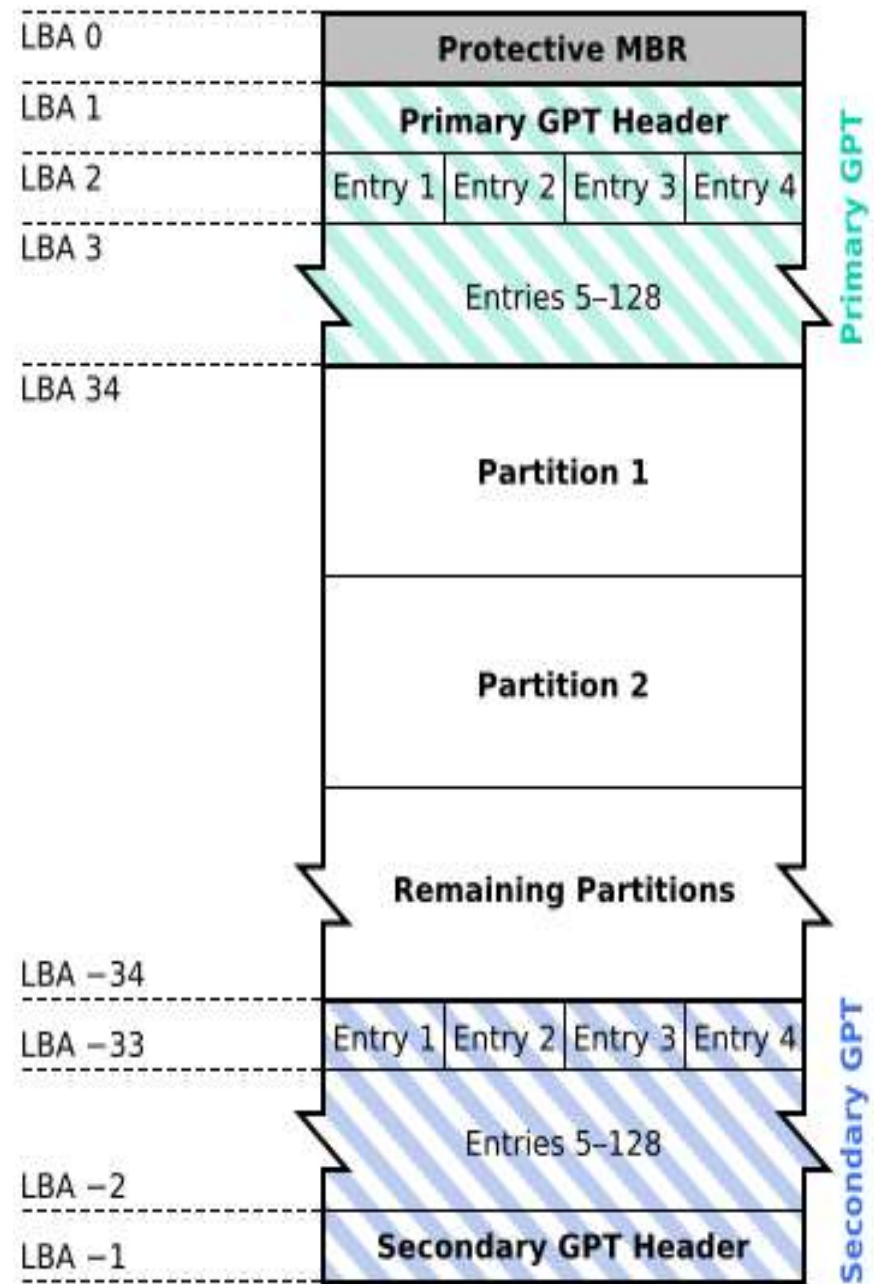 LBA 0
Protective MBR
LBA 1
Primary GPT Header
LBA 2
Entry 1 Entry 2 Entry 3 Entry 4
LBA 3
Entries 5–128
Primary GPT
LBA 34
Partition 1
Partition 2
Remaining Partitions
LBA −34
LBA −33
Entry 1 Entry 2 Entry 3 Entry 4
Entries 5–128
LBA −2
LBA −1
Secondary GPT Header
Secondary GPT